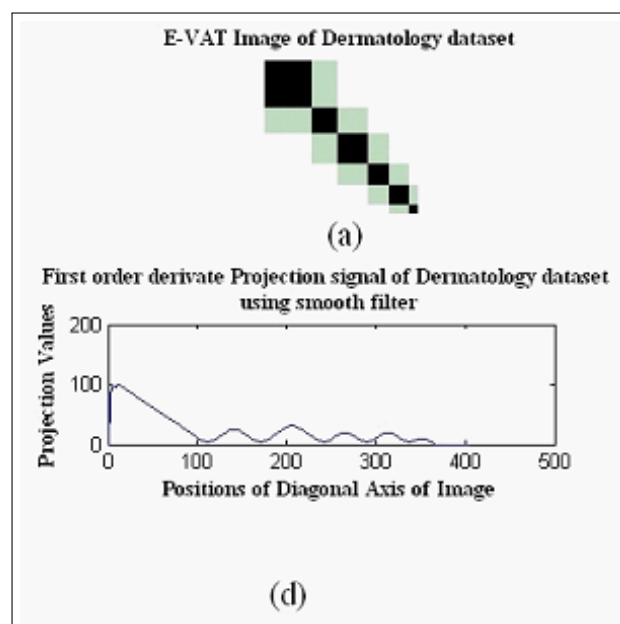 E-VAT Image of Dermatology dataset
(a)
First order derivate Projection signal of Dermatology dataset
using smooth filter
Projection Values
200
100
0
0 100 200 300 400 500
Positions of Diagonal Axis of Image
(d)